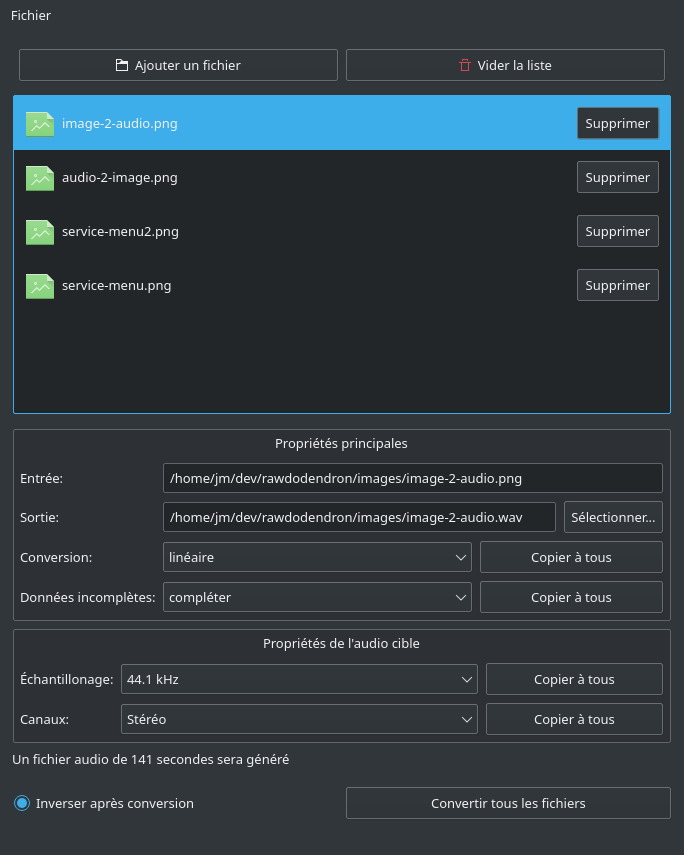 Fichier
Ajouter un fichier Vider la liste
image-2-audio.png Supprimer
audio-2-image.png Supprimer
service-menu2.png Supprimer
service-menu.png Supprimer
Propriétés principales
Entrée: /home/jm/dev/rawdodendron/images/image-2-audio.png
Sortie: /home/jm/dev/rawdodendron/images/image-2-audio.wav Sélectionner...
Conversion: linéaire Copier à tous
Données incomplètes: compléter Copier à tous
Propriétés de l'audio cible
Échantillonage: 44.1 kHz Copier à tous
Canaux: Stéréo Copier à tous
Un fichier audio de 141 secondes sera généré
Inverser après conversion Convertir tous les fichiers